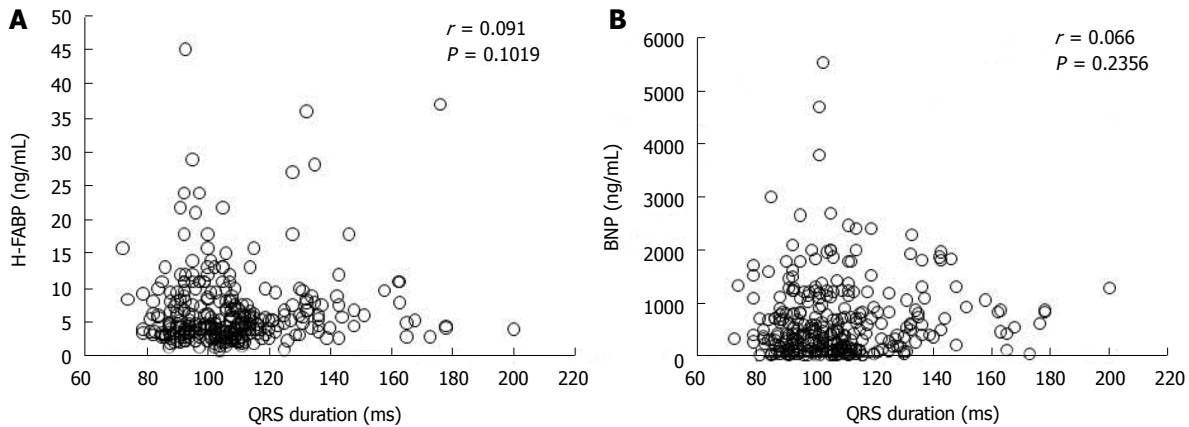 A
r = 0.091
P = 0.1019
H-FABP (ng/mL)
50
45
40
35
30
25
20
15
10
5
0
60 80 100 120 140 160 180 200 220
QRS duration (ms)
B
r = 0.066
P = 0.2356
BNP (ng/mL)
6000
5000
4000
3000
2000
1000
0
60 80 100 120 140 160 180 200 220
QRS duration (ms)